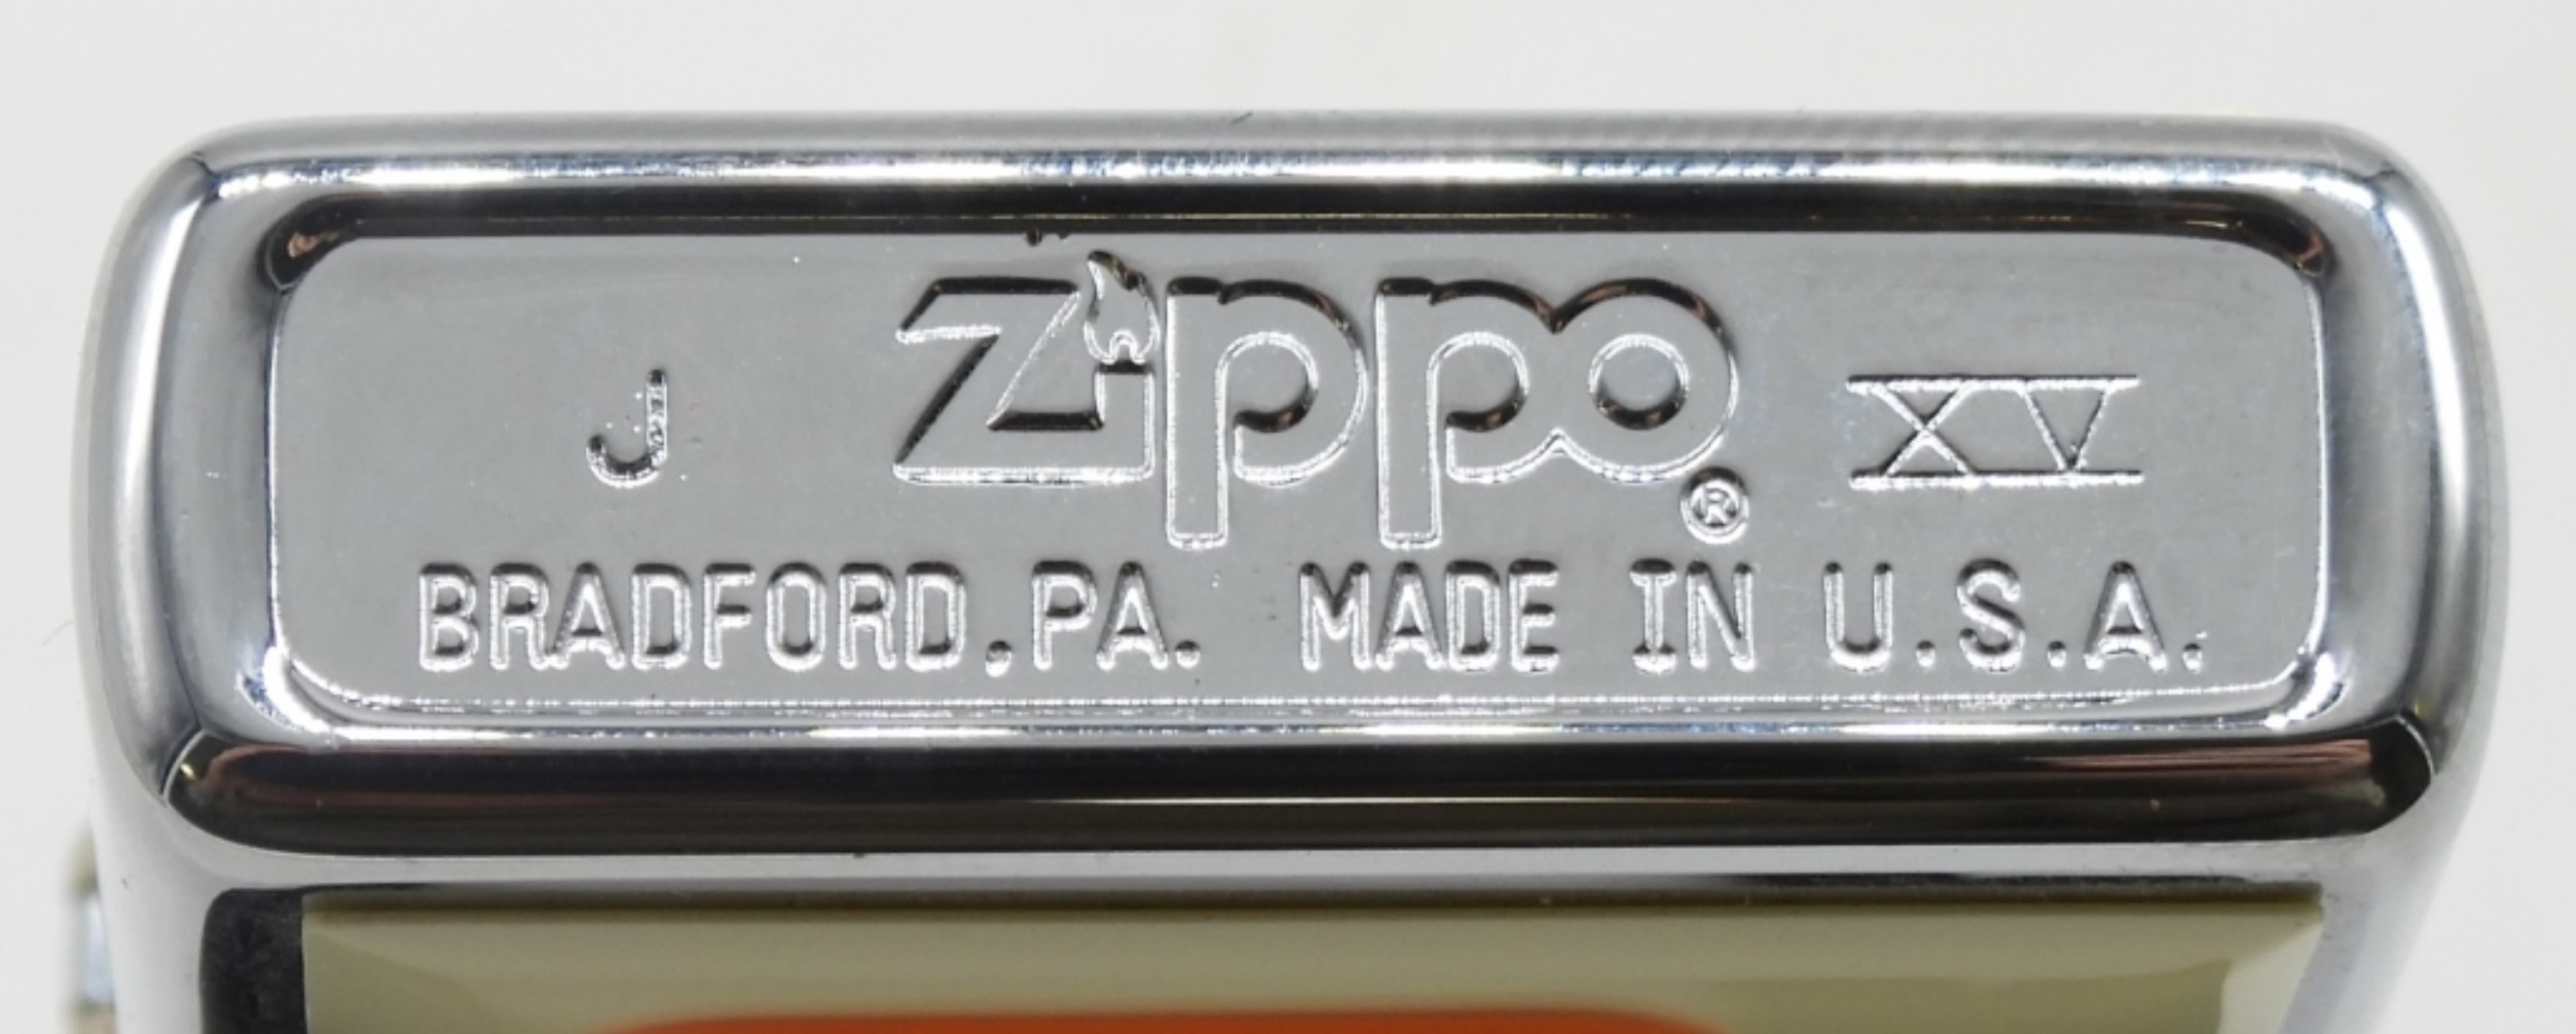 J Zippo® XV
BRADFORD, PA. MADE IN U.S.A.